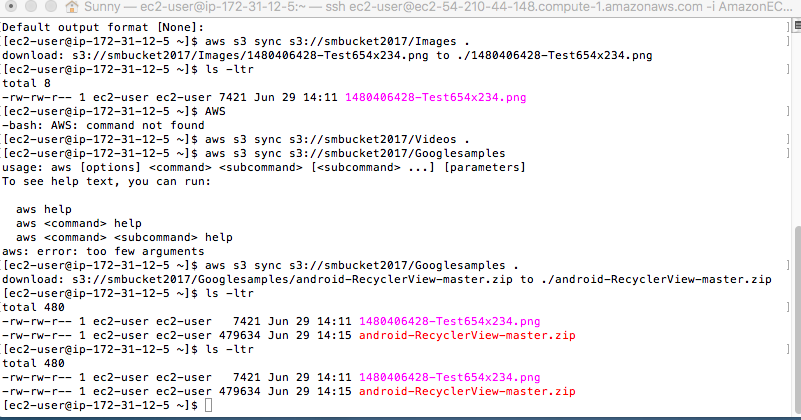 Sunny — ec2-user@ip-172-31-12-5:~ — ssh ec2-user@ec2-54-210-44-148.compute-1.amazonaws.com -i AmazonEC...
[Default output format [None]: ]
[[ec2-user@ip-172-31-12-5 ~]$ aws s3 sync s3://smbucket2017/Images . ]
download: s3://smbucket2017/Images/1480406428-Test654x234.png to ./1480406428-Test654x234.png
[[ec2-user@ip-172-31-12-5 ~]$ ls -ltr ]
total 8
-rw-rw-r-- 1 ec2-user ec2-user 7421 Jun 29 14:11 1480406428-Test654x234.png
[[ec2-user@ip-172-31-12-5 ~]$ AWS ]
-bash: AWS: command not found
[[ec2-user@ip-172-31-12-5 ~]$ aws s3 sync s3://smbucket2017/Videos . ]
[[ec2-user@ip-172-31-12-5 ~]$ aws s3 sync s3://smbucket2017/Googlesamples ]
usage: aws [options] <command> <subcommand> [<subcommand> ...] [parameters]
To see help text, you can run:
aws help
aws <command> help
aws <command> <subcommand> help
aws: error: too few arguments
[[ec2-user@ip-172-31-12-5 ~]$ aws s3 sync s3://smbucket2017/Googlesamples . ]
download: s3://smbucket2017/Googlesamples/android-RecyclerView-master.zip to ./android-RecyclerView-master.zip
[[ec2-user@ip-172-31-12-5 ~]$ ls -ltr ]
total 480
-rw-rw-r-- 1 ec2-user ec2-user   7421 Jun 29 14:11 1480406428-Test654x234.png
-rw-rw-r-- 1 ec2-user ec2-user 479634 Jun 29 14:15 android-RecyclerView-master.zip
[[ec2-user@ip-172-31-12-5 ~]$ ls -ltr ]
total 480
-rw-rw-r-- 1 ec2-user ec2-user   7421 Jun 29 14:11 1480406428-Test654x234.png
-rw-rw-r-- 1 ec2-user ec2-user 479634 Jun 29 14:15 android-RecyclerView-master.zip
[ec2-user@ip-172-31-12-5 ~]$